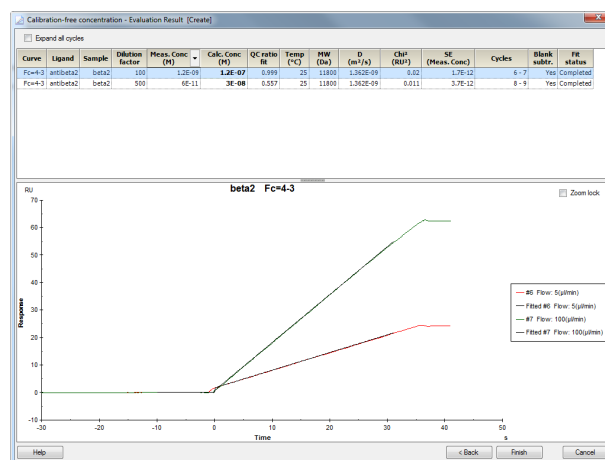 Calibration-free concentration - Evaluation Result [Create]
Expand all cycles
Curve Ligand Sample Dilution factor Meas. Conc (M) Calc. Conc (M) QC ratio fit Temp (°C) MW (Da) D (m²/s) Chi² (RU²) SE (Meas. Conc) Cycles Blank subtr. Fit status
Fc=4-3 antibeta2 beta2 100 1.2E-09 1.2E-07 0.999 25 11800 1.362E-09 0.02 1.7E-12 6 - 7 Yes Completed
Fc=4-3 antibeta2 beta2 500 6E-11 3E-08 0.557 25 11800 1.362E-09 0.011 3.7E-12 8 - 9 Yes Completed
beta2 Fc=4-3
Zoom lock
RU
70
60
50
40
30
20
10
0
-10
Response
-30 -20 -10 0 10 20 30 40 50
Time s
#6 Flow: 5(µl/min)
Fitted #6 Flow: 5(µl/min)
#7 Flow: 100(µl/min)
Fitted #7 Flow: 100(µl/min)
Help < Back Finish Cancel